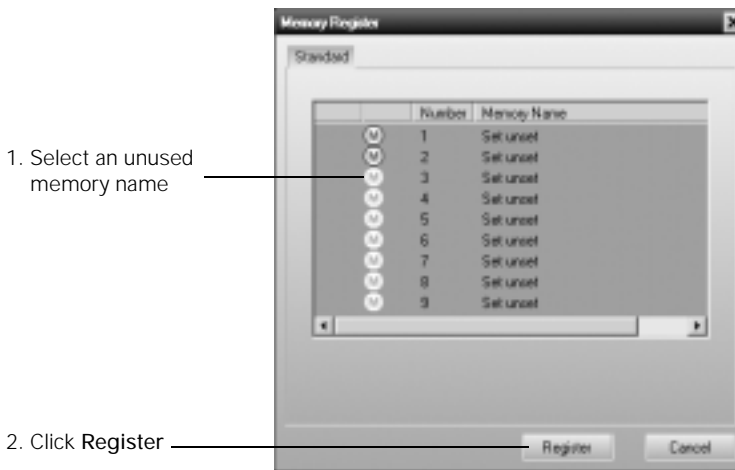 Memory Register
Standard
Number Memory Name
M 1 Set unset
M 2 Set unset
1. Select an unused
memory name
M 3 Set unset
M 4 Set unset
M 5 Set unset
M 6 Set unset
M 7 Set unset
M 8 Set unset
M 9 Set unset
2. Click Register
Register Cancel